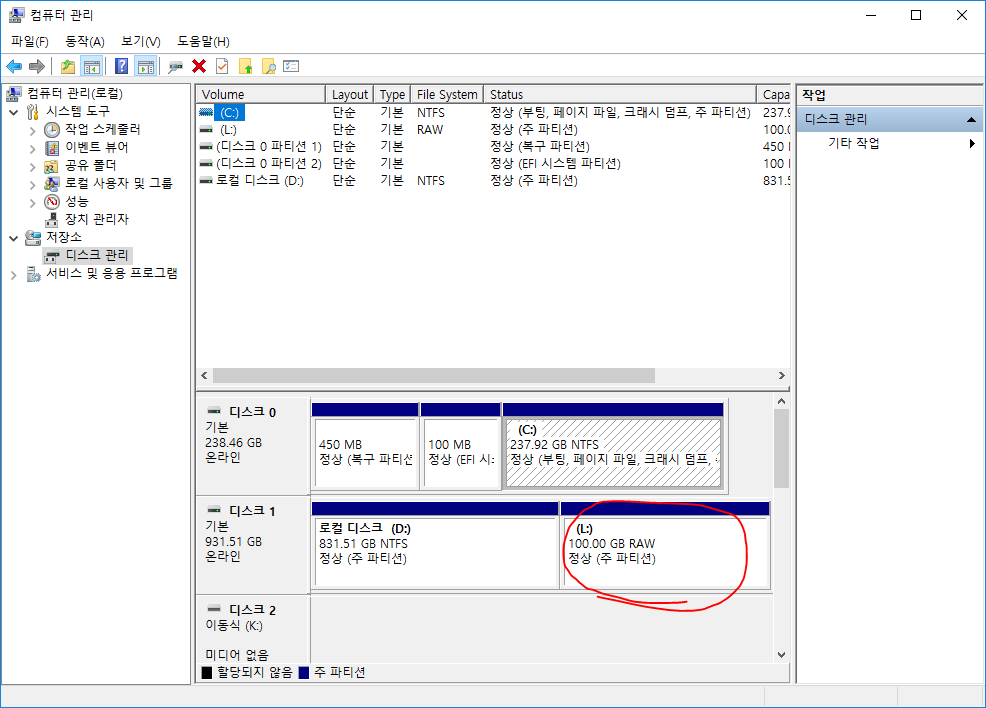 컴퓨터 관리
파일(F) 동작(A) 보기(V) 도움말(H)
컴퓨터 관리(로컬)
시스템 도구
작업 스케줄러
이벤트 뷰어
공유 폴더
로컬 사용자 및 그룹
성능
장치 관리자
저장소
디스크 관리
서비스 및 응용 프로그램
Volume Layout Type File System Status Capa
(C:) 단순 기본 NTFS 정상 (부팅, 페이지 파일, 크래시 덤프, 주 파티션) 237.9
(L:) 단순 기본 RAW 정상 (주 파티션) 100.0
(디스크 0 파티션 1) 단순 기본 정상 (복구 파티션) 450 M
(디스크 0 파티션 2) 단순 기본 정상 (EFI 시스템 파티션) 100 M
로컬 디스크 (D:) 단순 기본 NTFS 정상 (주 파티션) 831.5
디스크 0
기본
238.46 GB
온라인
450 MB
정상 (복구 파티션
100 MB
정상 (EFI 시스
(C:)
237.92 GB NTFS
정상 (부팅, 페이지 파일, 크래시 덤프, 주
디스크 1
기본
931.51 GB
온라인
로컬 디스크 (D:)
831.51 GB NTFS
정상 (주 파티션)
(L:)
100.00 GB RAW
정상 (주 파티션)
디스크 2
이동식 (K:)
미디어 없음
할당되지 않음 주 파티션
작업
디스크 관리
기타 작업